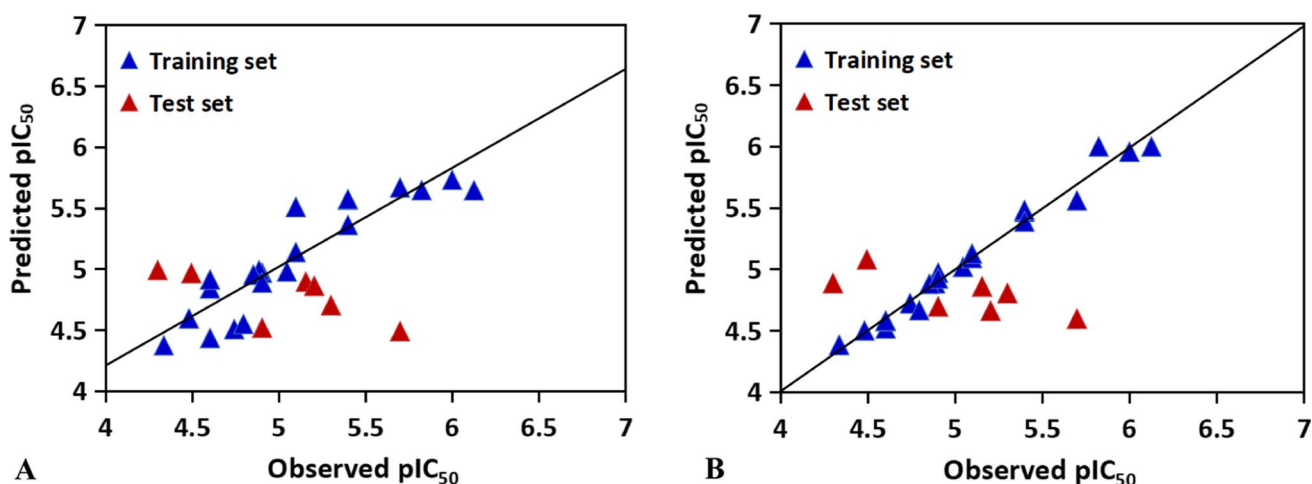 7
6.5
6
5.5
5
4.5
4
Predicted pIC₅₀
Training set
Test set
4 4.5 5 5.5 6 6.5 7
Observed pIC₅₀
A
7
6.5
6
5.5
5
4.5
4
Predicted pIC₅₀
Training set
Test set
4 4.5 5 5.5 6 6.5 7
Observed pIC₅₀
B